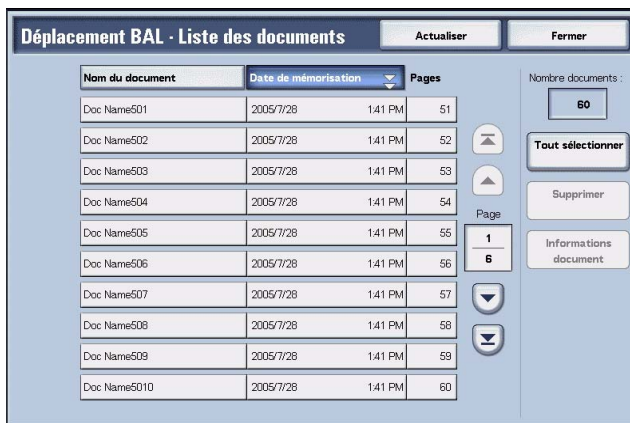 Déplacement BAL - Liste des documents Actualiser Fermer
Nom du document Date de mémorisation Pages Nombre documents :
60
Doc Name501 2005/7/28 1:41 PM 51
Tout sélectionner
Doc Name502 2005/7/28 1:41 PM 52
Doc Name503 2005/7/28 1:41 PM 53
Supprimer
Doc Name504 2005/7/28 1:41 PM 54
Page
Doc Name505 2005/7/28 1:41 PM 55
1
Informations
document
Doc Name506 2005/7/28 1:41 PM 56
6
Doc Name507 2005/7/28 1:41 PM 57
Doc Name508 2005/7/28 1:41 PM 58
Doc Name509 2005/7/28 1:41 PM 59
Doc Name5010 2005/7/28 1:41 PM 60